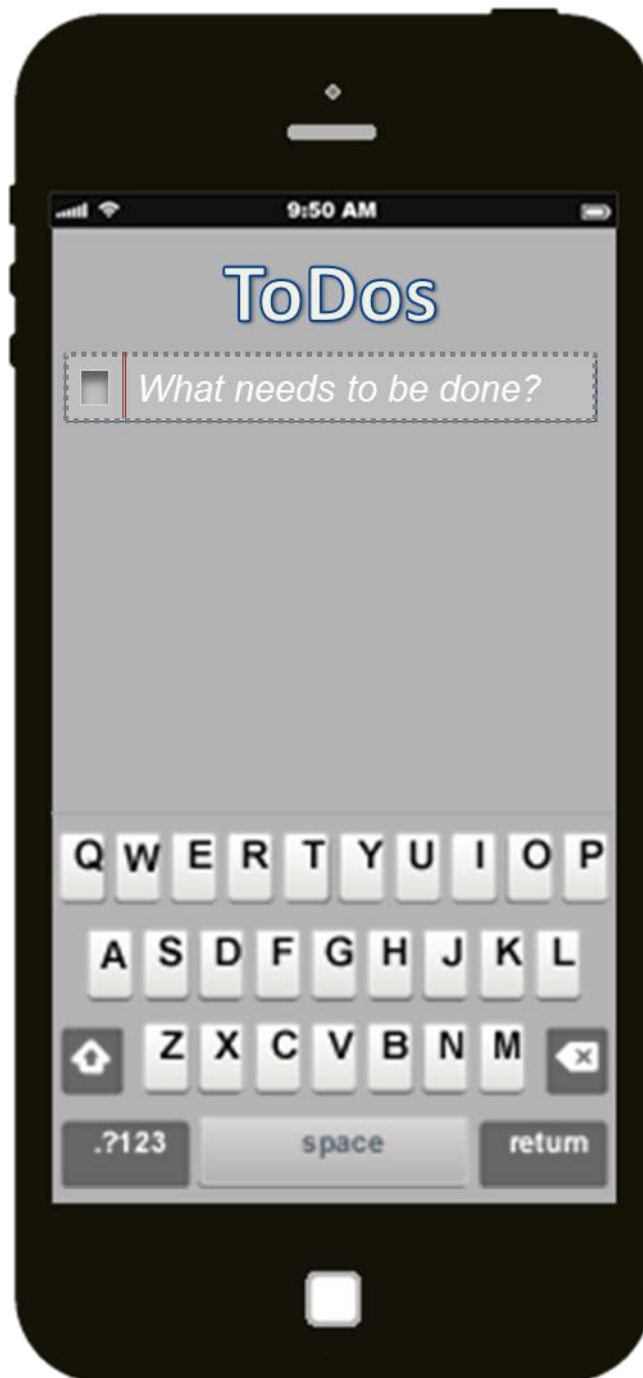 9:50 AM
ToDos
What needs to be done?
Q W E R T Y U I O P
A S D F G H J K L
Z X C V B N M
.?123 space return